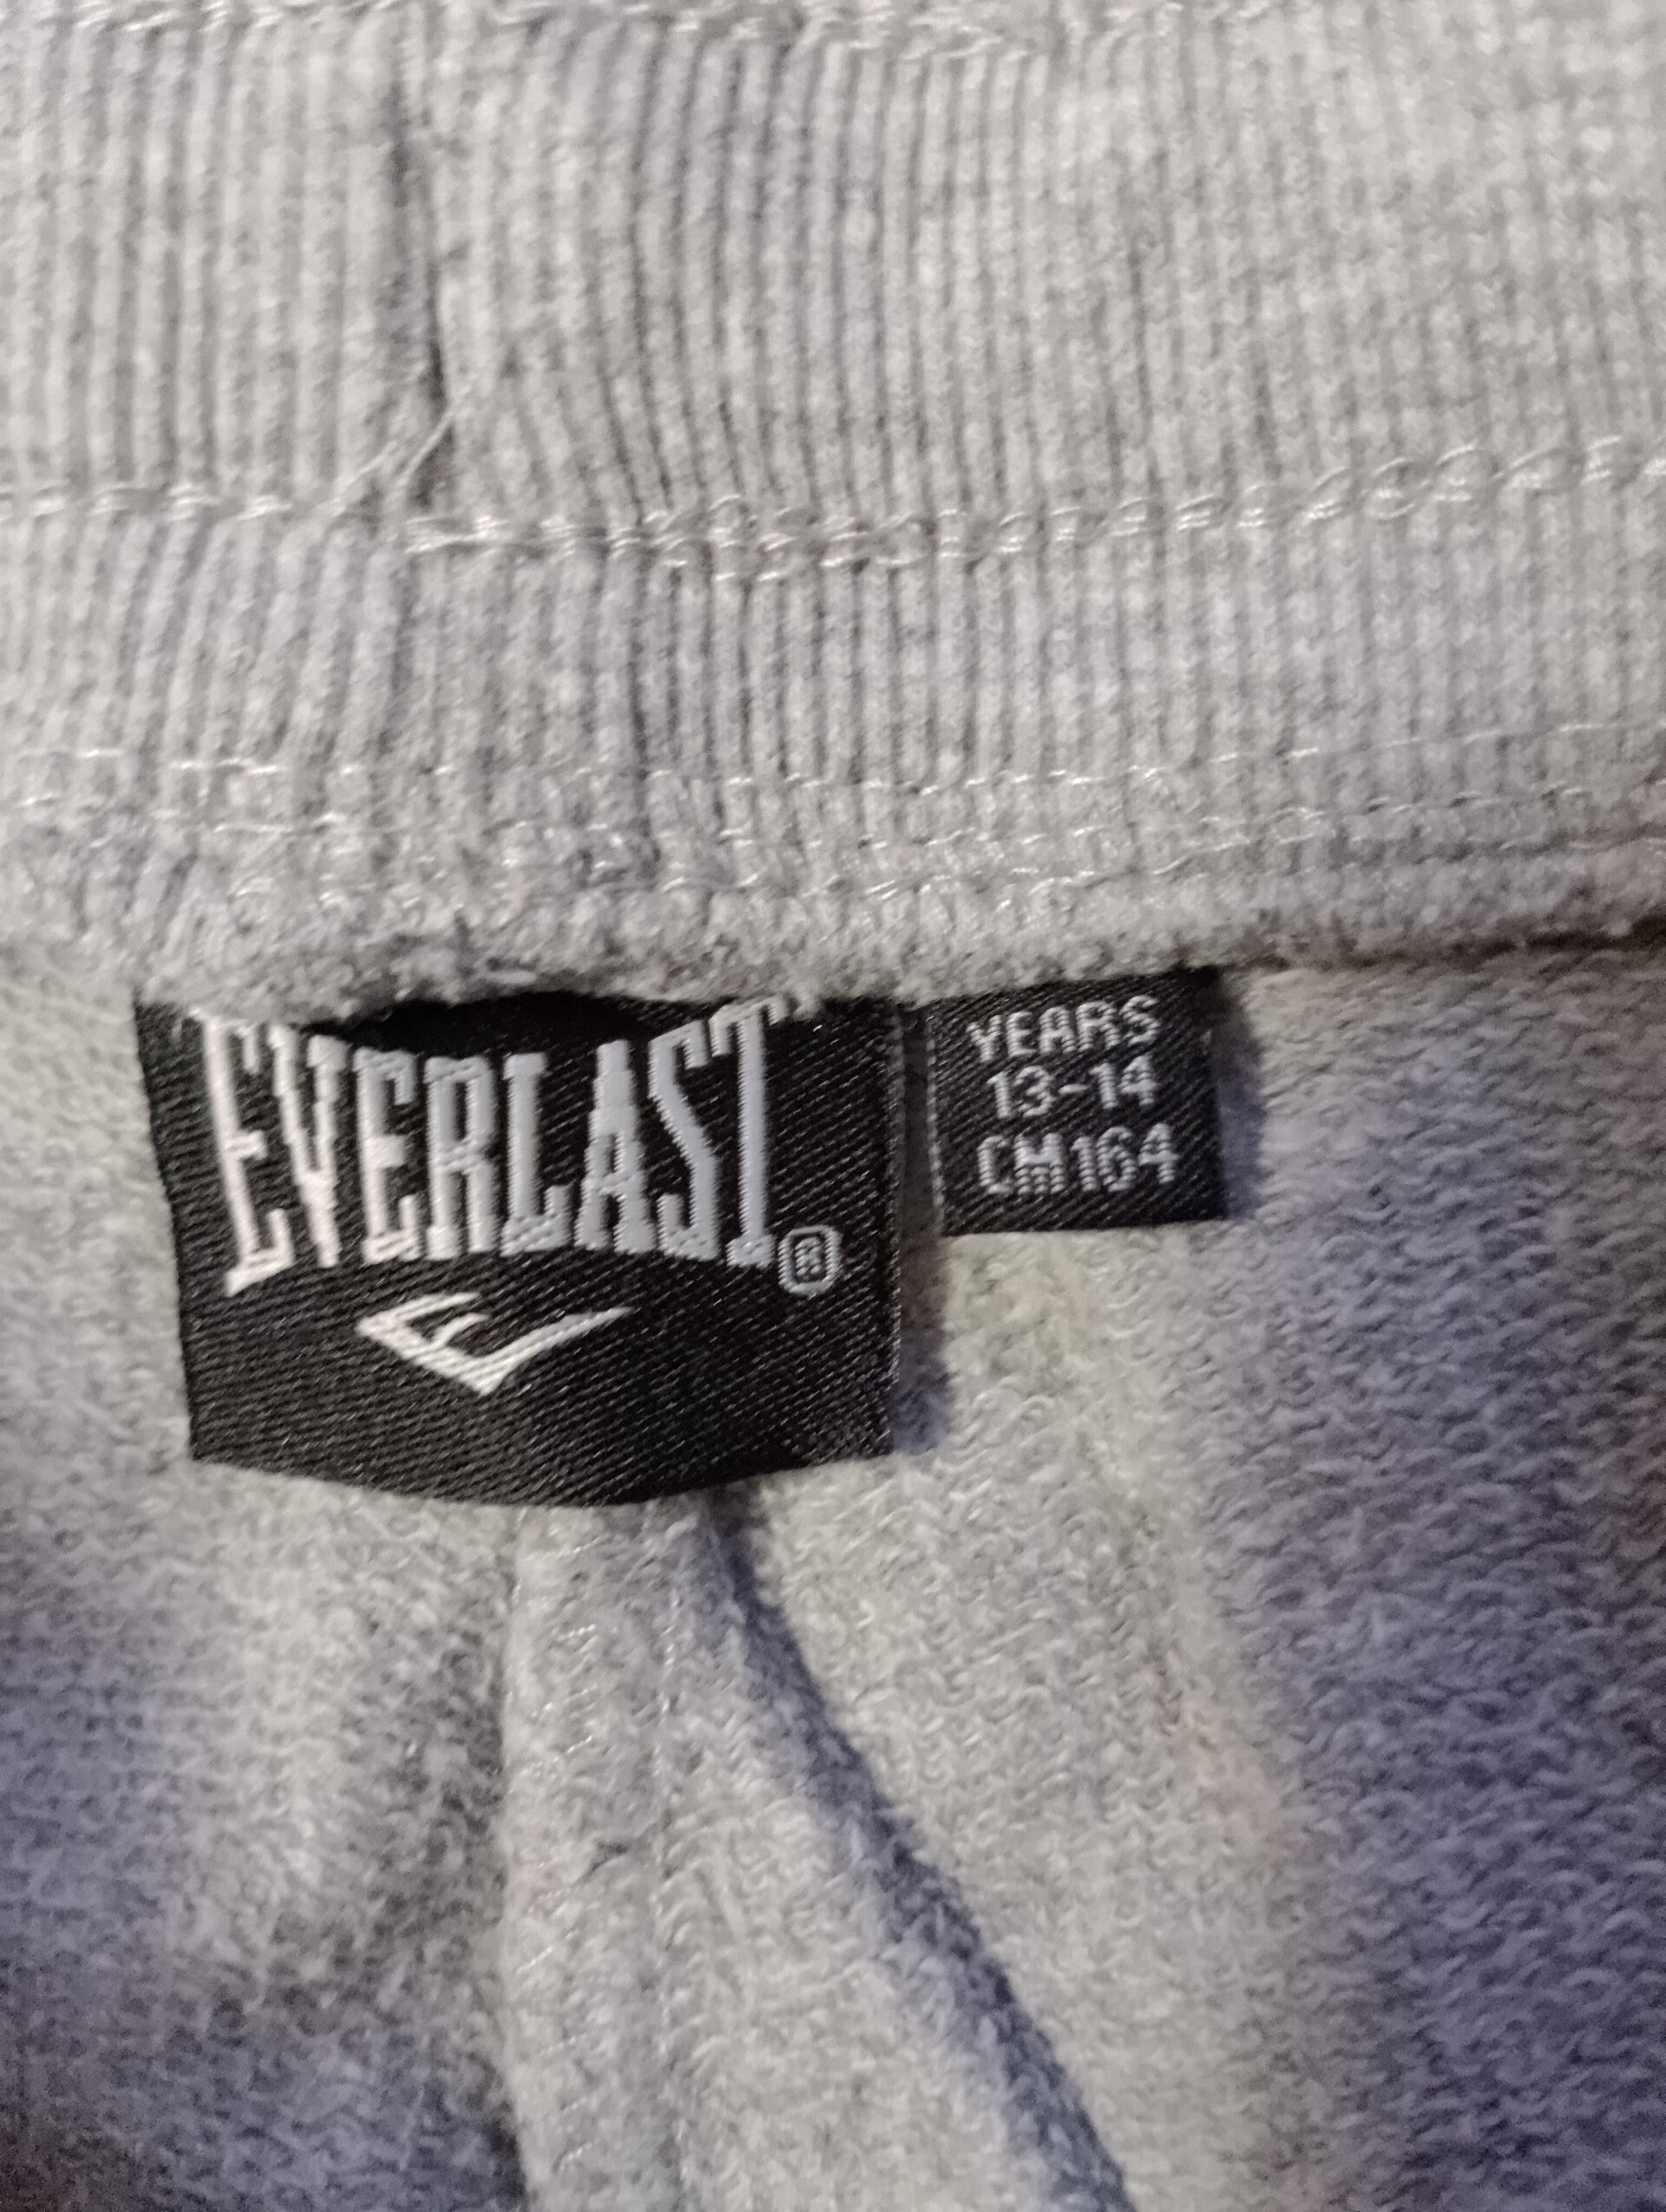 EVERLAST®
YEARS
13-14
CM164